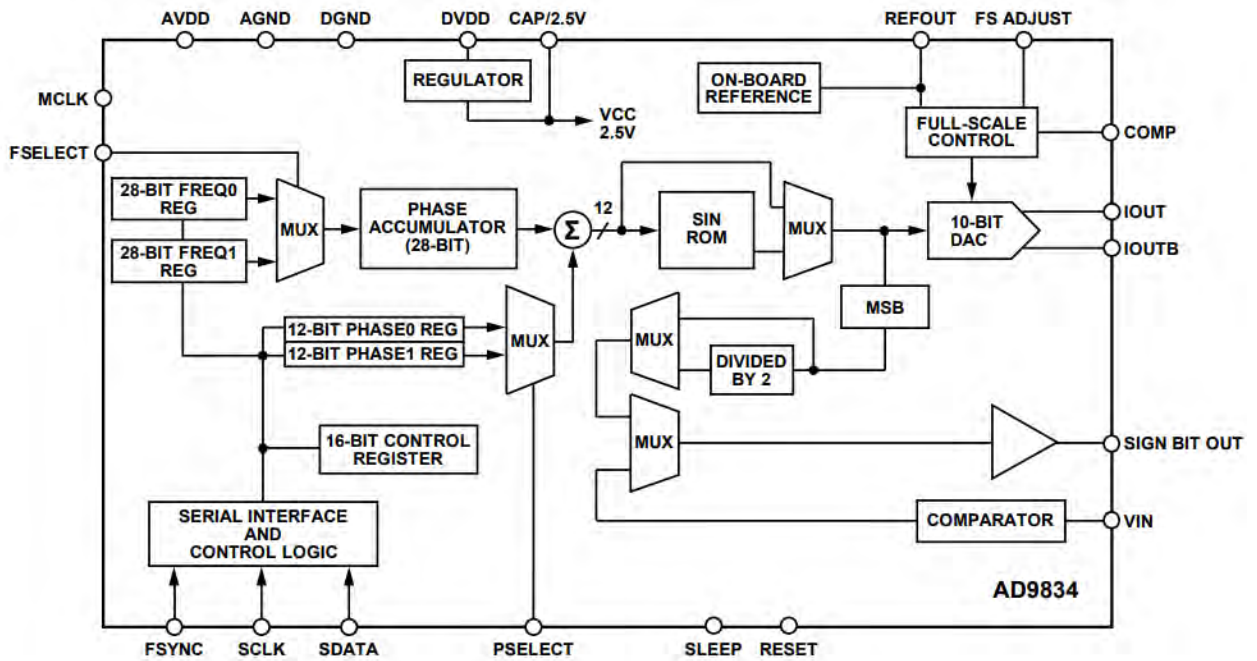 AVDD
AGND
DGND
DVDD
CAP/2.5V
REFOUT
FS ADJUST
MCLK
FSELECT
REGULATOR
VCC
2.5V
ON-BOARD
REFERENCE
FULL-SCALE
CONTROL
COMP
28-BIT FREQ0
REG
28-BIT FREQ1
REG
MUX
PHASE
ACCUMULATOR
(28-BIT)
Σ
12
SIN
ROM
MUX
10-BIT
DAC
IOUT
IOUTB
MSB
12-BIT PHASE0 REG
12-BIT PHASE1 REG
MUX
MUX
DIVIDED
BY 2
16-BIT CONTROL
REGISTER
MUX
SIGN BIT OUT
SERIAL INTERFACE
AND
CONTROL LOGIC
COMPARATOR
VIN
AD9834
FSYNC
SCLK
SDATA
PSELECT
SLEEP
RESET